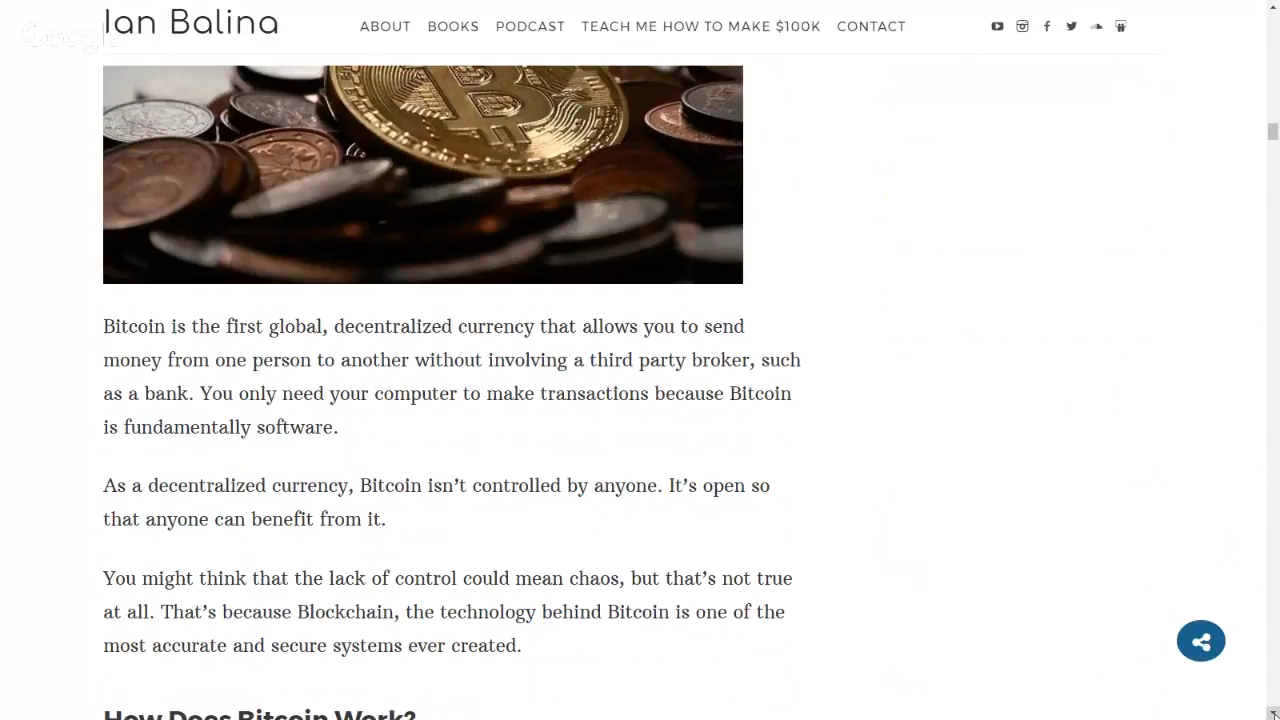 Ian Balina
ABOUT BOOKS PODCAST TEACH ME HOW TO MAKE $100K CONTACT
Bitcoin is the first global, decentralized currency that allows you to send
money from one person to another without involving a third party broker, such
as a bank. You only need your computer to make transactions because Bitcoin
is fundamentally software.
As a decentralized currency, Bitcoin isn’t controlled by anyone. It’s open so
that anyone can benefit from it.
You might think that the lack of control could mean chaos, but that’s not true
at all. That’s because Blockchain, the technology behind Bitcoin is one of the
most accurate and secure systems ever created.
How Does Bitcoin Work?